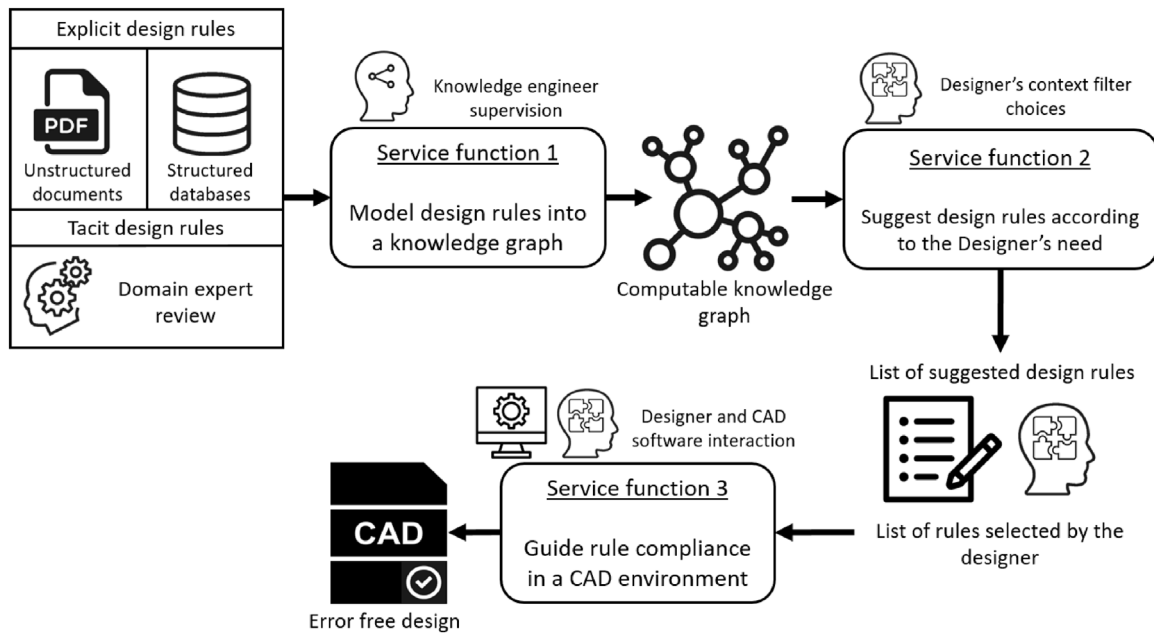 Explicit design rules
PDF
Unstructured
documents
Structured
databases
Tacit design rules
Domain expert
review
Knowledge engineer
supervision
Service function 1
Model design rules into
a knowledge graph
Computable knowledge
graph
Designer’s context filter
choices
Service function 2
Suggest design rules according
to the Designer’s need
List of suggested design rules
List of rules selected by the
designer
Designer and CAD
software interaction
Service function 3
Guide rule compliance
in a CAD environment
CAD
Error free design